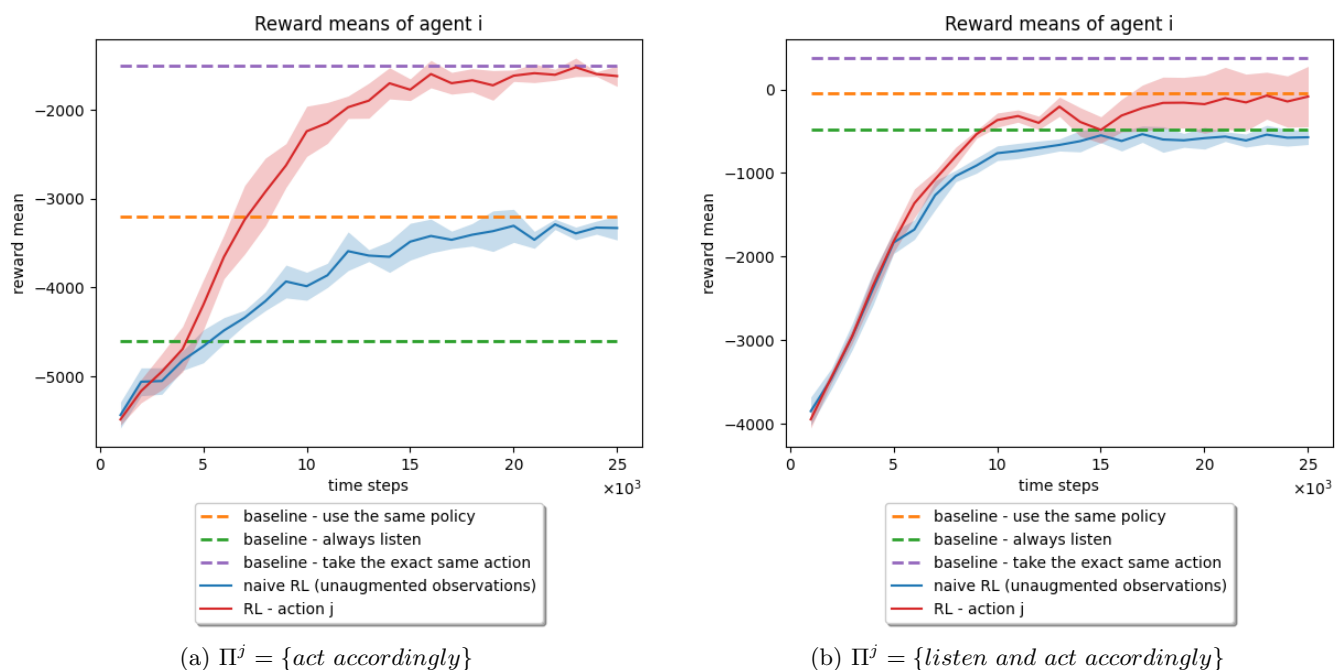 Reward means of agent i
reward mean
−2000
−3000
−4000
−5000
0
5
10
15
20
25
time steps
×10³
baseline - use the same policy
baseline - always listen
baseline - take the exact same action
naive RL (unaugmented observations)
RL - action j
(a) Πʲ = {act accordingly}
Reward means of agent i
reward mean
0
−1000
−2000
−3000
−4000
0
5
10
15
20
25
time steps
×10³
baseline - use the same policy
baseline - always listen
baseline - take the exact same action
naive RL (unaugmented observations)
RL - action j
(b) Πʲ = {listen and act accordingly}